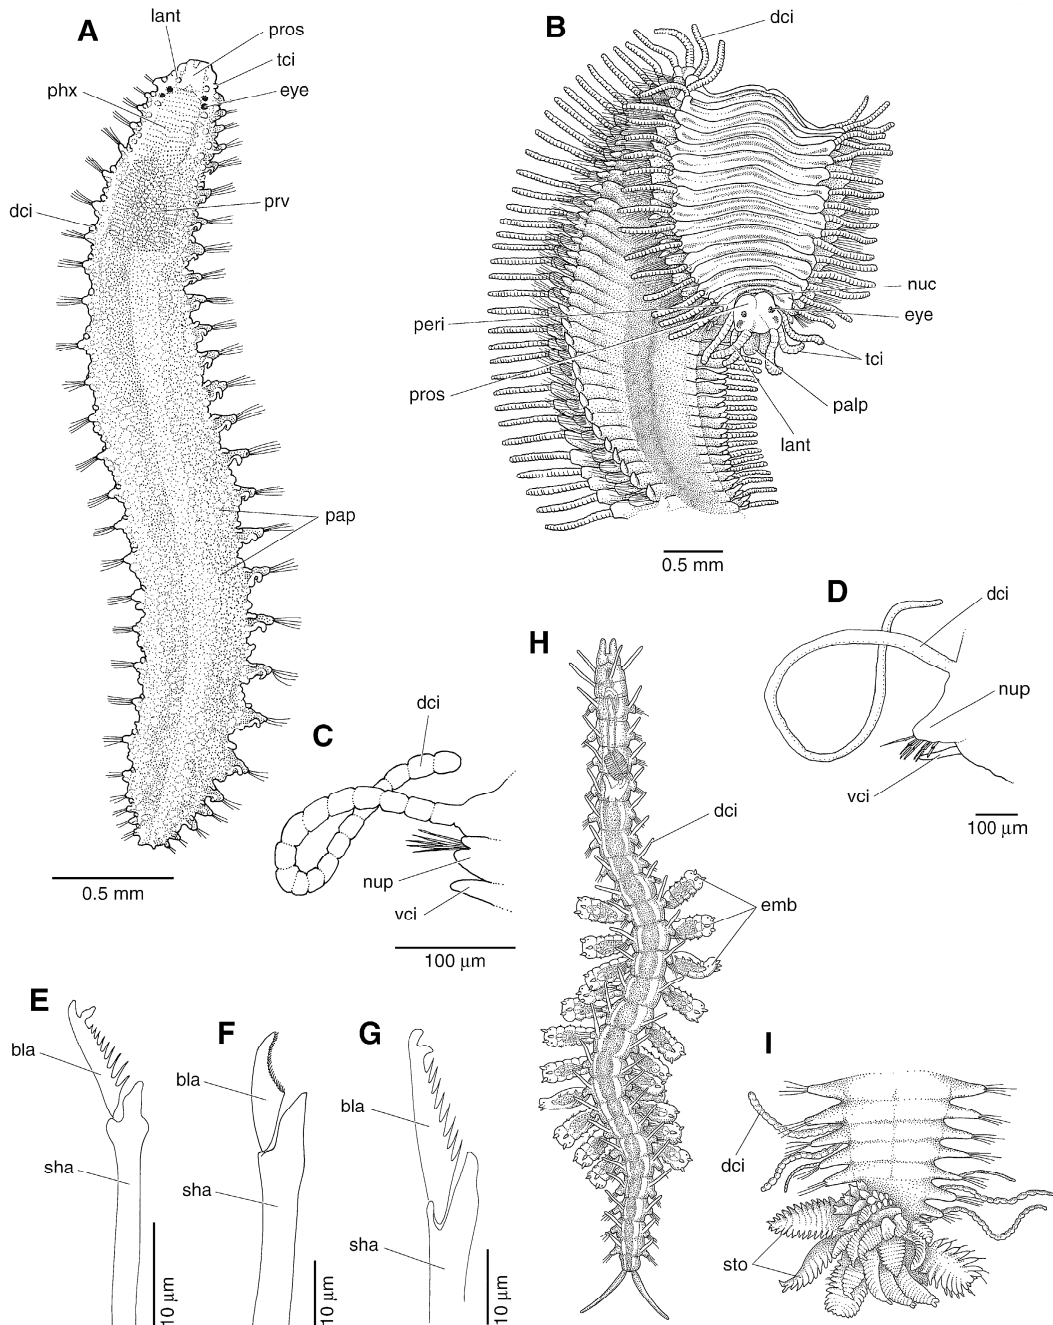 A
lant
pros
tci
phx
eye
dci
prv
pap
0.5 mm
B
dci
nuc
eye
peri
tci
pros
palp
lant
0.5 mm
C
dci
nup
vci
100 μm
D
dci
nup
vci
100 μm
E
bla
sha
10 μm
F
bla
sha
10 μm
G
bla
sha
10 μm
H
dci
emb
I
dci
sto